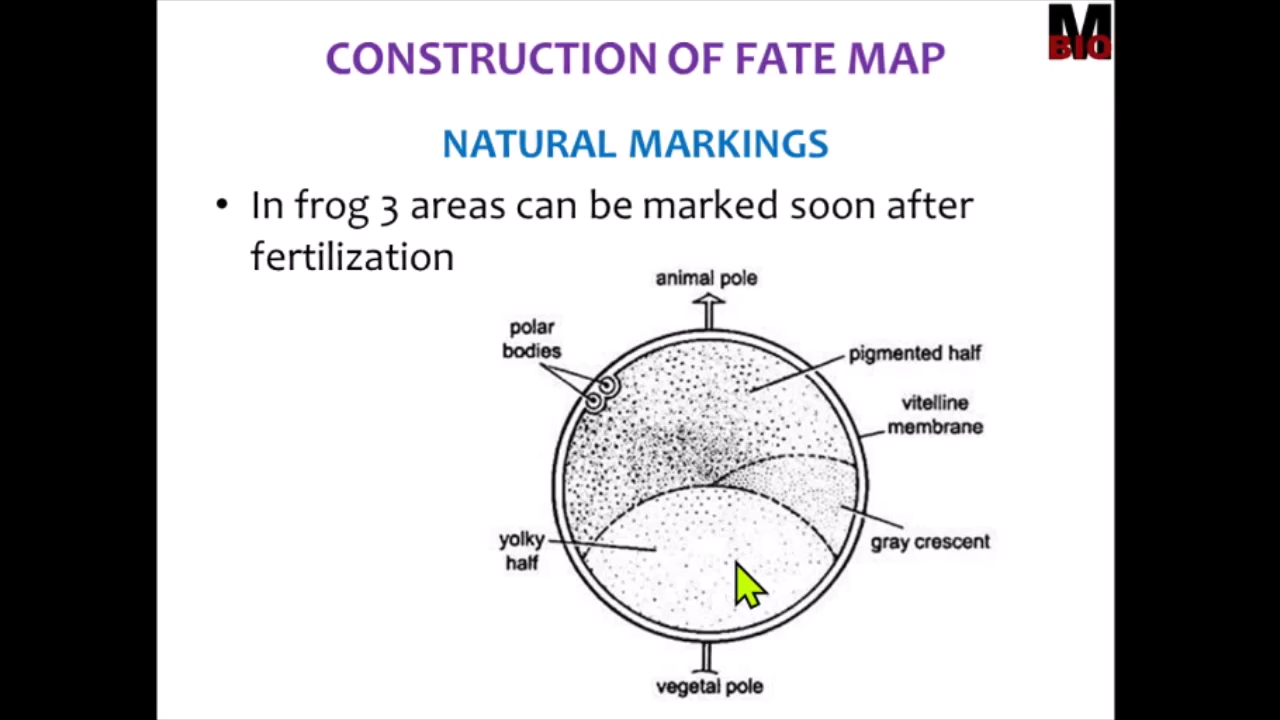 M
BIO
CONSTRUCTION OF FATE MAP
NATURAL MARKINGS
• In frog 3 areas can be marked soon after
fertilization
animal pole
polar
bodies
pigmented half
vitelline
membrane
yolky
half
gray crescent
vegetal pole